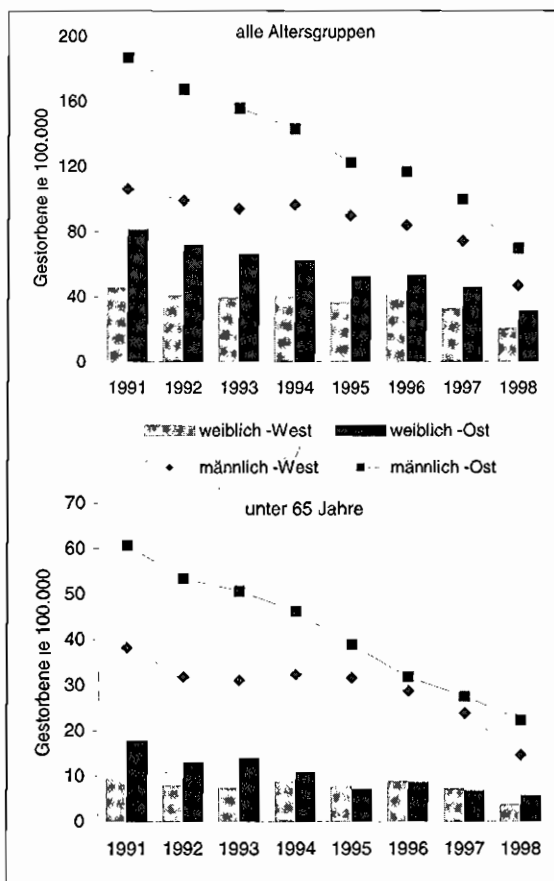 alle Altersgruppen
200
160
120
80
40
0
Gestorbene je 100.000
1991 1992 1993 1994 1995 1996 1997 1998
weiblich -West weiblich -Ost
männlich -West männlich -Ost
unter 65 Jahre
70
60
50
40
30
20
10
0
Gestorbene je 100.000
1991 1992 1993 1994 1995 1996 1997 1998